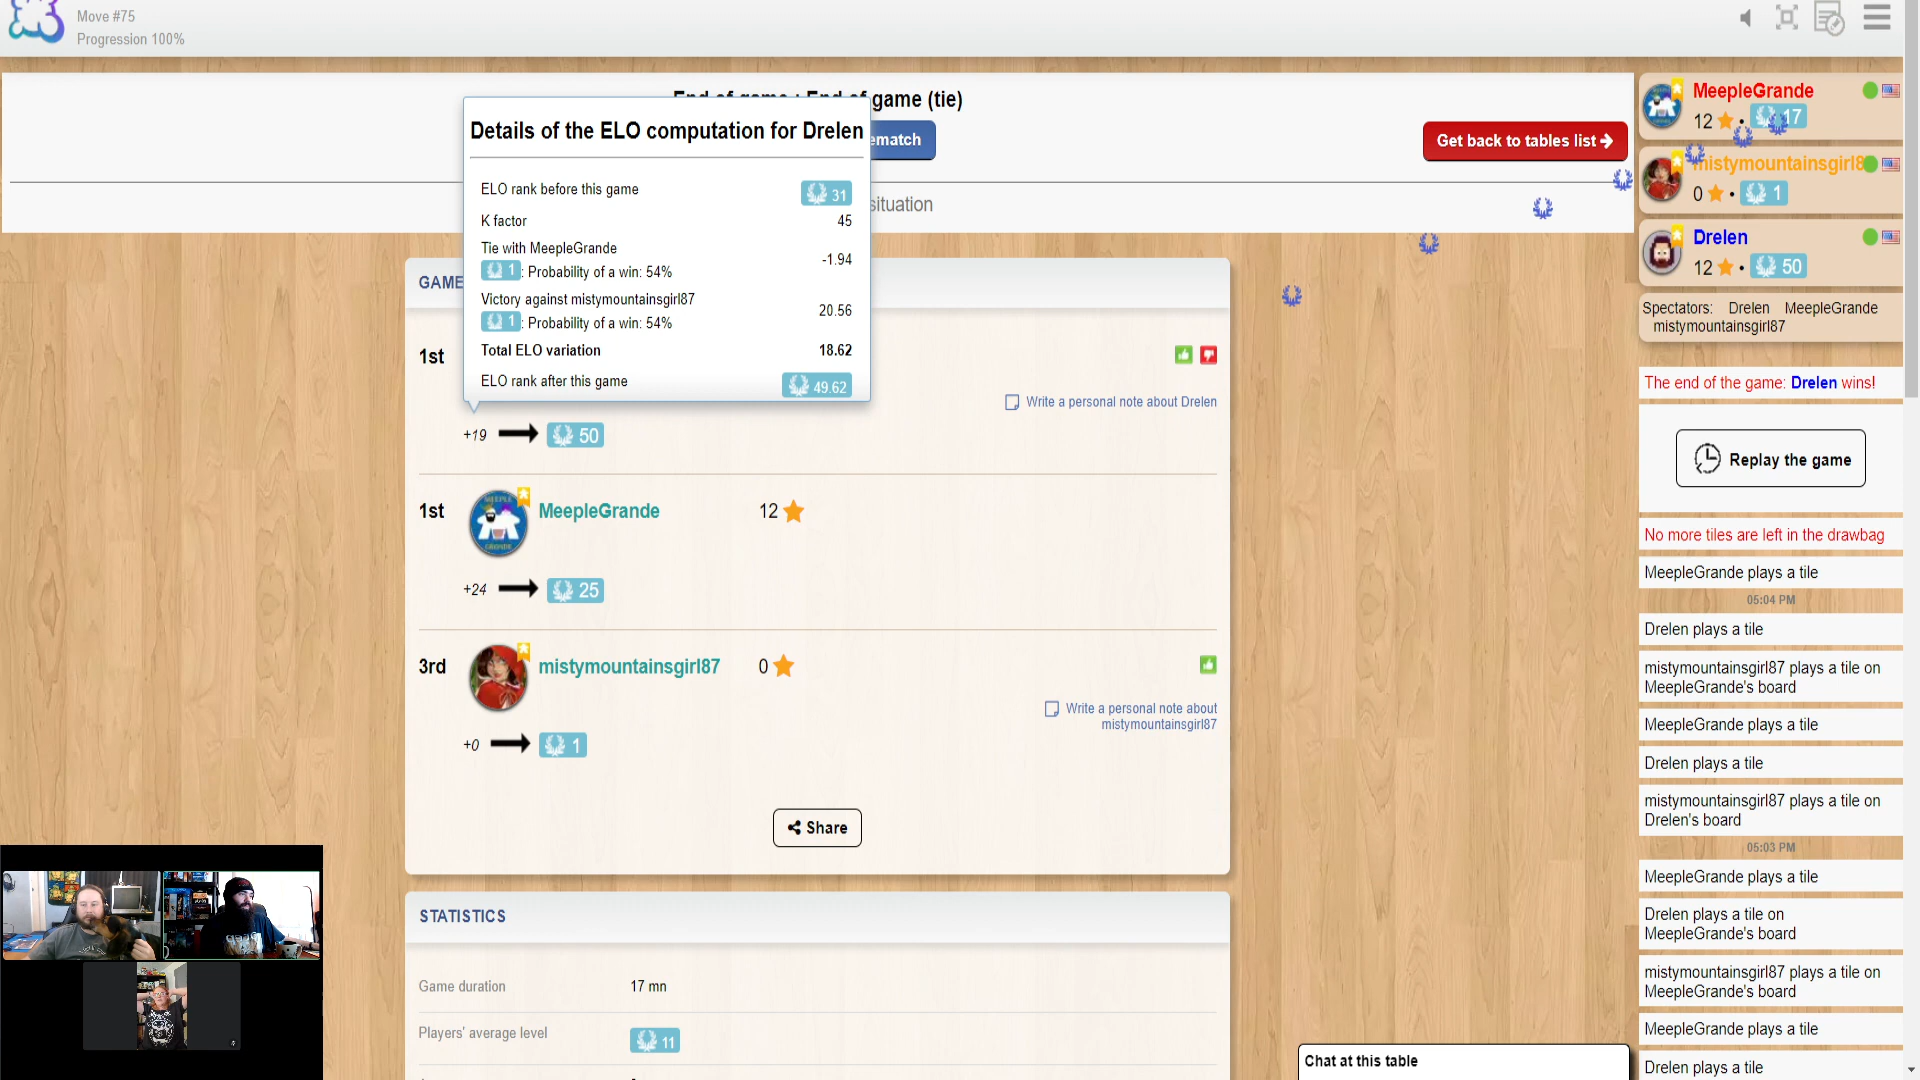 Move #75
Progression 100%
game (tie)
Details of the ELO computation for Drelen
ematch
Get back to tables list
ELO rank before this game 31
K factor 45
situation
Tie with MeepleGrande
1 : Probability of a win: 54% -1.94
Victory against mistymountainsgirl87
1 : Probability of a win: 54% 20.56
Total ELO variation 18.62
ELO rank after this game 49.62
GAME
1st
Write a personal note about Drelen
+19 50
1st MeepleGrande 12
+24 25
3rd mistymountainsgirl87 0
Write a personal note about
mistymountainsgirl87
+0 1
Share
STATISTICS
Game duration 17 mn
Players' average level 11
MeepleGrande
12 • 17
mistymountainsgirl8
0 • 1
Drelen
12 • 50
Spectators: Drelen MeepleGrande
mistymountainsgirl87
The end of the game: Drelen wins!
Replay the game
No more tiles are left in the drawbag
MeepleGrande plays a tile
05:04 PM
Drelen plays a tile
mistymountainsgirl87 plays a tile on
MeepleGrande's board
MeepleGrande plays a tile
Drelen plays a tile
mistymountainsgirl87 plays a tile on
Drelen's board
05:03 PM
MeepleGrande plays a tile
Drelen plays a tile on
MeepleGrande's board
mistymountainsgirl87 plays a tile on
MeepleGrande's board
MeepleGrande plays a tile
Drelen plays a tile
Chat at this table